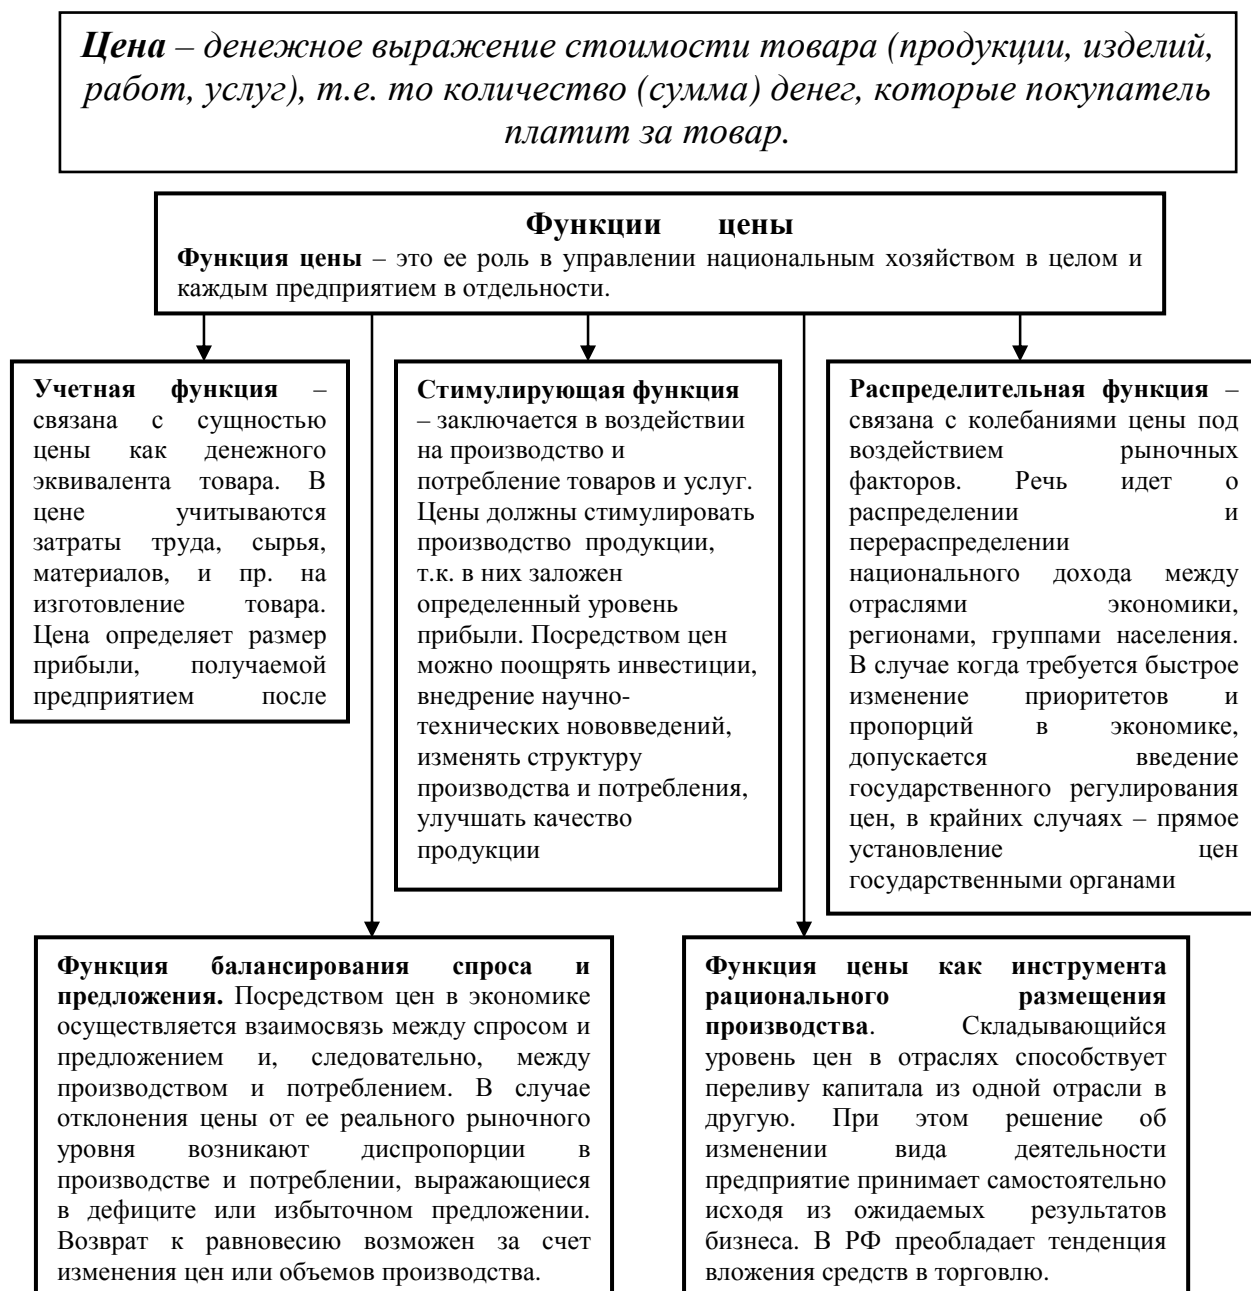 Цена – денежное выражение стоимости товара (продукции, изделий,
работ, услуг), т.е. то количество (сумма) денег, которые покупатель
платит за товар.
Функции цены
Функция цены – это ее роль в управлении национальным хозяйством в целом и
каждым предприятием в отдельности.
Учетная функция –
связана с сущностью
цены как денежного
эквивалента товара. В
цене учитываются
затраты труда, сырья,
материалов, и пр. на
изготовление товара.
Цена определяет размер
прибыли, получаемой
предприятием после
Стимулирующая функция
– заключается в воздействии
на производство и
потребление товаров и услуг.
Цены должны стимулировать
производство продукции,
т.к. в них заложен
определенный уровень
прибыли. Посредством цен
можно поощрять инвестиции,
внедрение научно-
технических нововведений,
изменять структуру
производства и потребления,
улучшать качество
продукции
Распределительная функция –
связана с колебаниями цены под
воздействием рыночных
факторов. Речь идет о
распределении и
перераспределении
национального дохода между
отраслями экономики,
регионами, группами населения.
В случае когда требуется быстрое
изменение приоритетов и
пропорций в экономике,
допускается введение
государственного регулирования
цен, в крайних случаях – прямое
установление цен
государственными органами
Функция балансирования спроса и
предложения. Посредством цен в экономике
осуществляется взаимосвязь между спросом и
предложением и, следовательно, между
производством и потреблением. В случае
отклонения цены от ее реального рыночного
уровня возникают диспропорции в
производстве и потреблении, выражающиеся
в дефиците или избыточном предложении.
Возврат к равновесию возможен за счет
изменения цен или объемов производства.
Функция цены как инструмента
рационального размещения
производства. Складывающийся
уровень цен в отраслях способствует
переливу капитала из одной отрасли в
другую. При этом решение об
изменении вида деятельности
предприятие принимает самостоятельно
исходя из ожидаемых результатов
бизнеса. В РФ преобладает тенденция
вложения средств в торговлю.